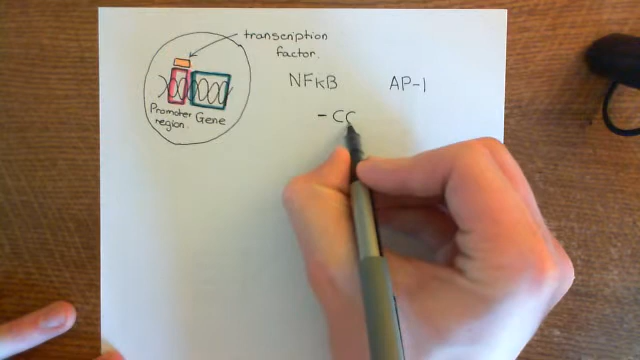 transcription
factor.
NFkB AP-1
Promoter Gene
region.
- CC